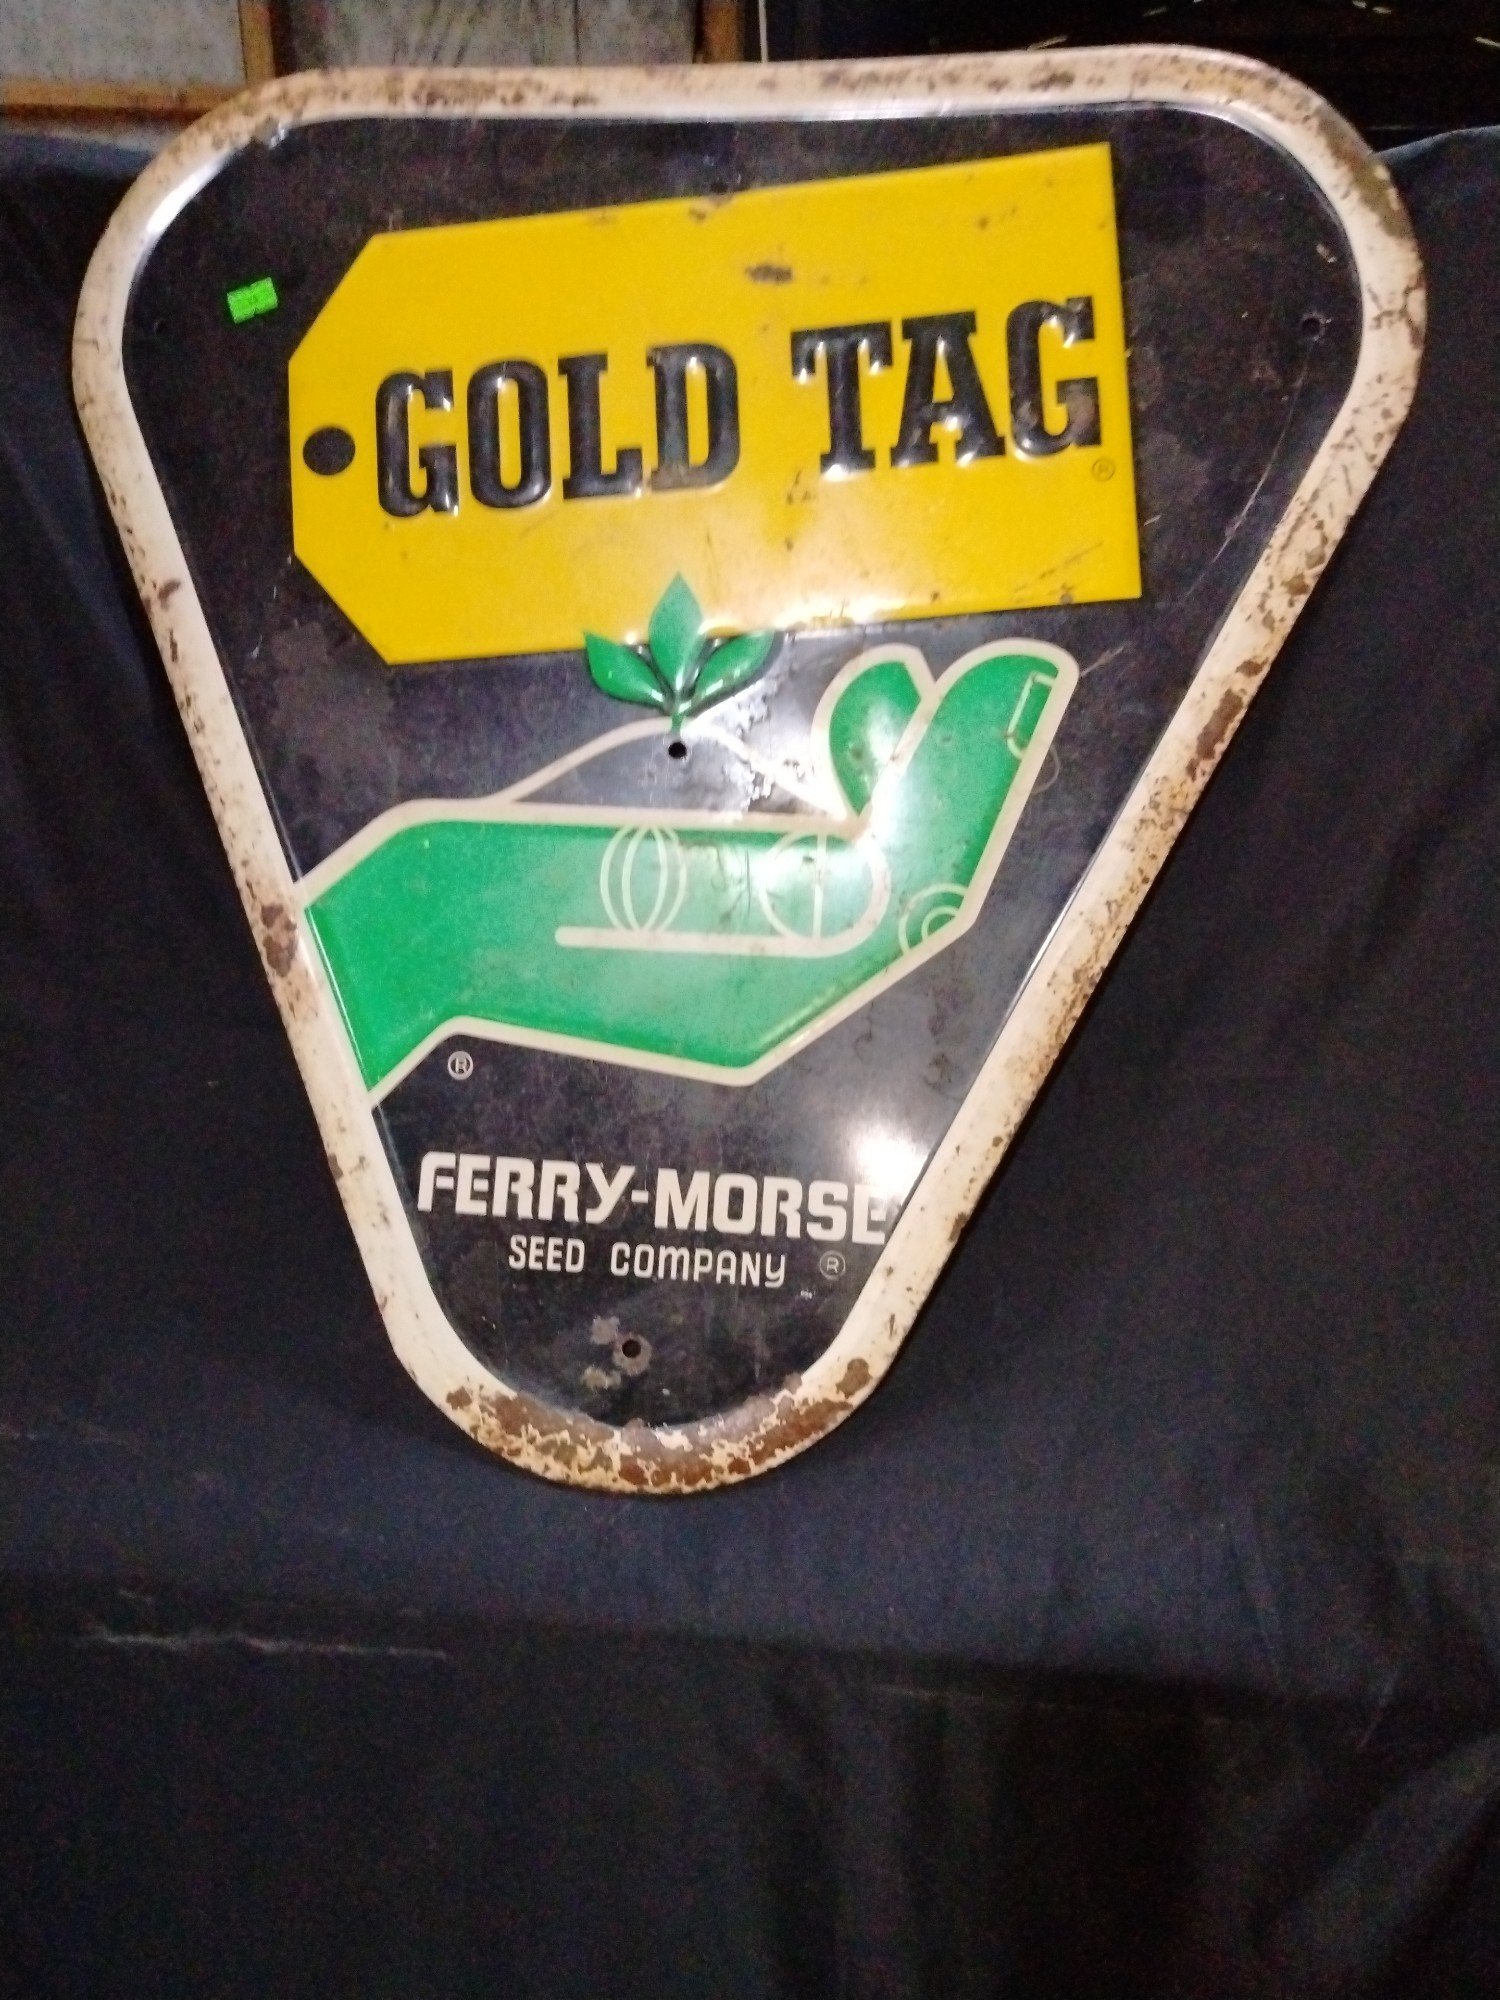 GOLD TAG
®
®
FERRY-MORSE
SEED COMPANY ®